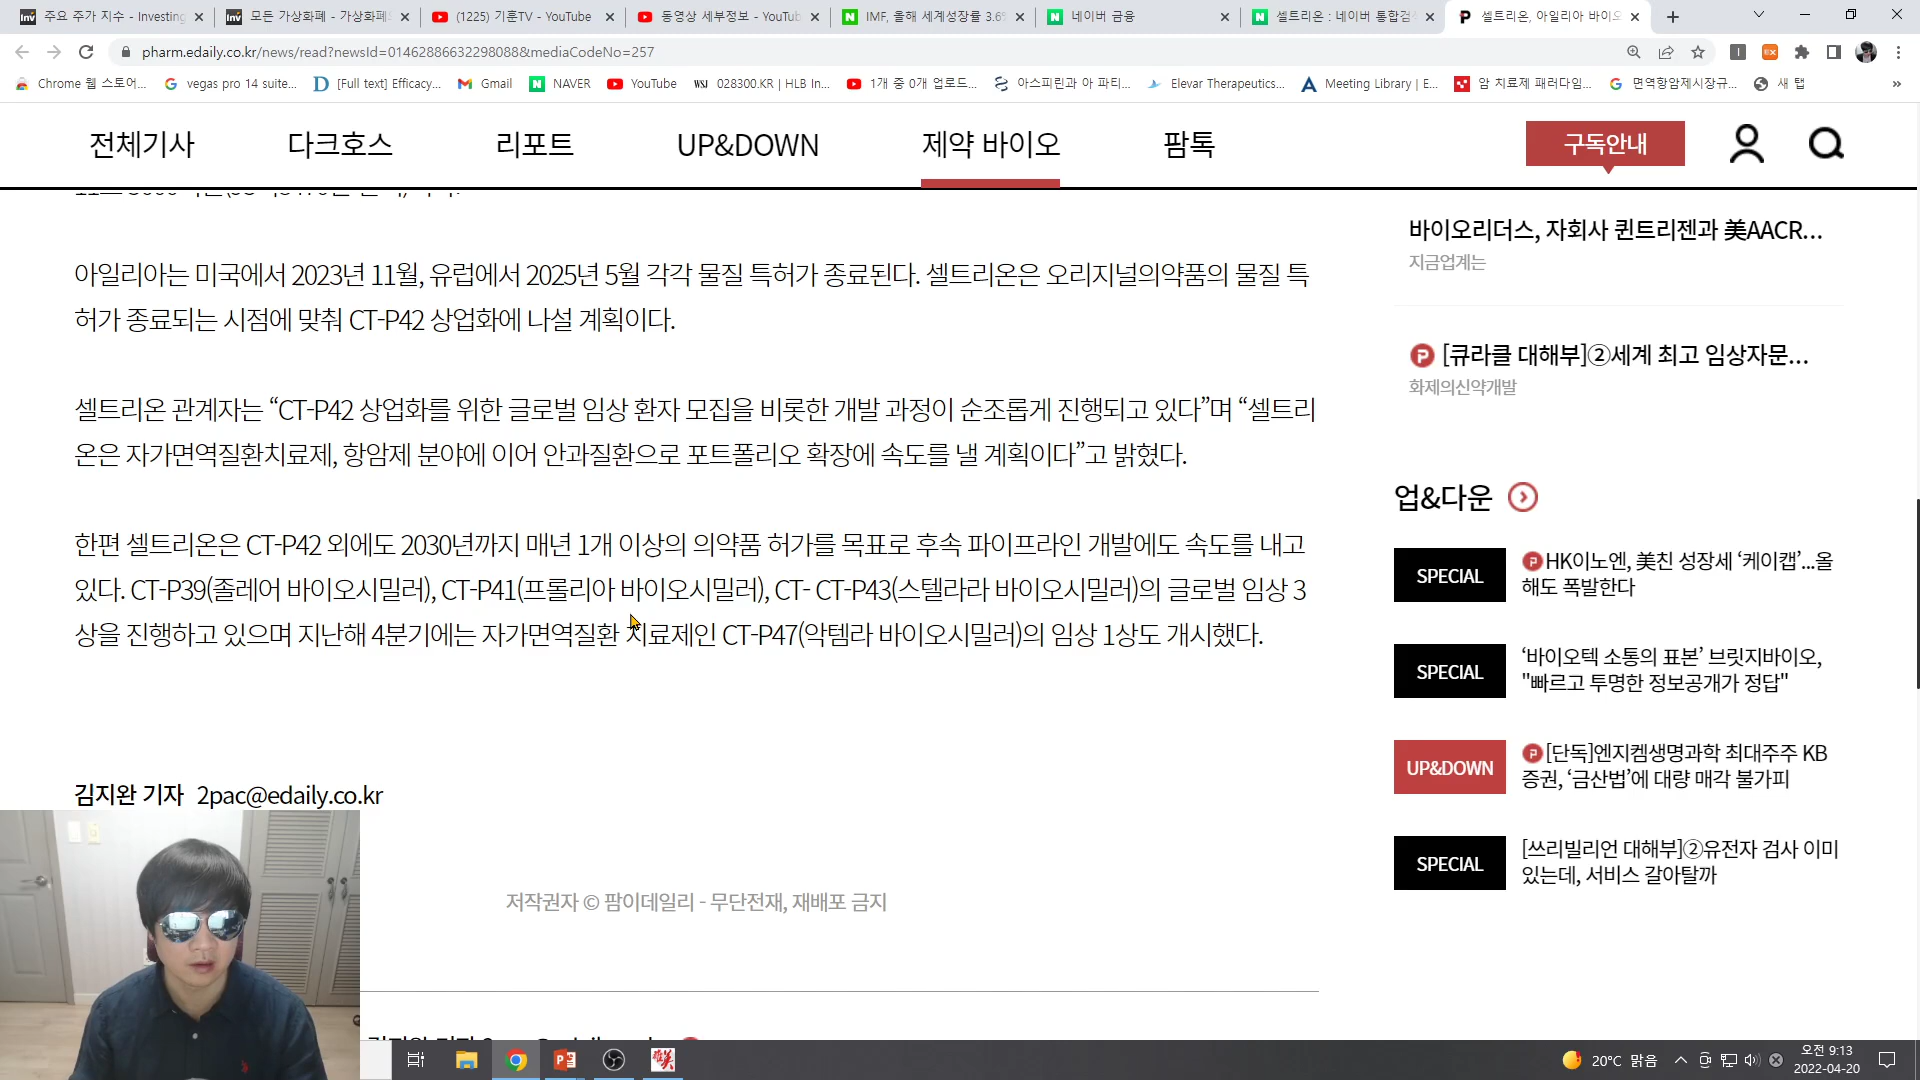 주요 주가 지수 - Investing
모든 가상화폐 - 가상화폐
(1225) 기훈TV - YouTube
동영상 세부정보 - YouTub
IMF, 올해 세계성장률 3.6%
네이버 금융
셀트리온 : 네이버 통합검
셀트리온, 아일리아 바이오
pharm.edaily.co.kr/news/read?newsId=01462886632298088&mediaCodeNo=257
Chrome 웹 스토어...
vegas pro 14 suite...
[Full text] Efficacy...
Gmail
NAVER
YouTube
WSJ 028300.KR | HLB In...
1개 중 0개 업로드...
아스피린과 아 파티...
Elevar Therapeutics...
Meeting Library | E...
암 치료제 패러다임...
면역항암제시장규...
새 탭
»
전체기사
다크호스
리포트
UP&DOWN
제약 바이오
팜톡
구독안내
아일리아는 미국에서 2023년 11월, 유럽에서 2025년 5월 각각 물질 특허가 종료된다. 셀트리온은 오리지널의약품의 물질 특
허가 종료되는 시점에 맞춰 CT-P42 상업화에 나설 계획이다.
셀트리온 관계자는 “CT-P42 상업화를 위한 글로벌 임상 환자 모집을 비롯한 개발 과정이 순조롭게 진행되고 있다”며 “셀트리
온은 자가면역질환치료제, 항암제 분야에 이어 안과질환으로 포트폴리오 확장에 속도를 낼 계획이다”고 밝혔다.
한편 셀트리온은 CT-P42 외에도 2030년까지 매년 1개 이상의 의약품 허가를 목표로 후속 파이프라인 개발에도 속도를 내고
있다. CT-P39(졸레어 바이오시밀러), CT-P41(프롤리아 바이오시밀러), CT- CT-P43(스텔라라 바이오시밀러)의 글로벌 임상 3
상을 진행하고 있으며 지난해 4분기에는 자가면역질환 치료제인 CT-P47(악템라 바이오시밀러)의 임상 1상도 개시했다.
김지완 기자 2pac@edaily.co.kr
저작권자 © 팜이데일리 - 무단전재, 재배포 금지
바이오리더스, 자회사 퀸트리젠과 美AACR...
지금업계는
P [큐라클 대해부]②세계 최고 임상자문...
화제의신약개발
업&다운
SPECIAL
P HK이노엔, 美친 성장세 ‘케이캡’...올
해도 폭발한다
SPECIAL
‘바이오텍 소통의 표본’ 브릿지바이오,
"빠르고 투명한 정보공개가 정답"
UP&DOWN
P [단독]엔지켐생명과학 최대주주 KB
증권, ‘금산법’에 대량 매각 불가피
SPECIAL
[쓰리빌리언 대해부]②유전자 검사 이미
있는데, 서비스 갈아탈까
20°C 맑음
오전 9:13
2022-04-20